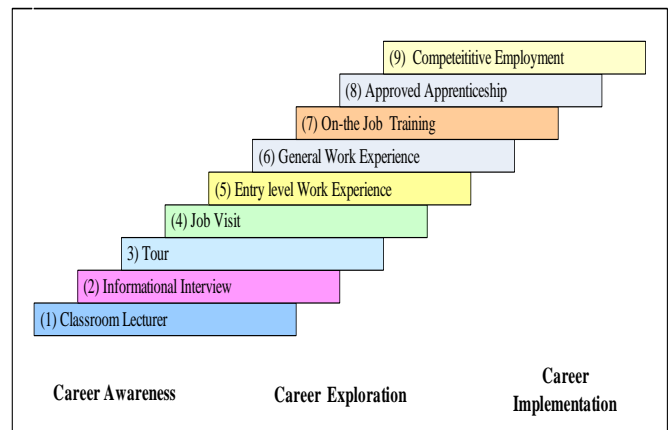 (9) Competeititive Employment
(8) Approved Apprenticeship
(7) On-the Job Training
(6) General Work Experience
(5) Entry level Work Experience
(4) Job Visit
3) Tour
(2) Informational Interview
(1) Classroom Lecturer
Career Awareness
Career Exploration
Career
Implementation